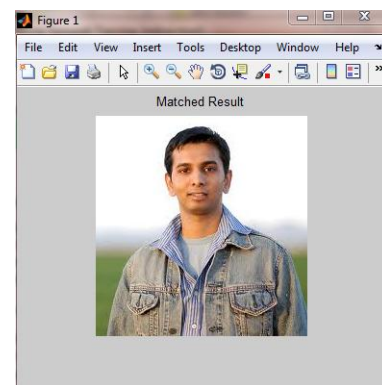 Figure 1
File Edit View Insert Tools Desktop Window Help
Matched Result